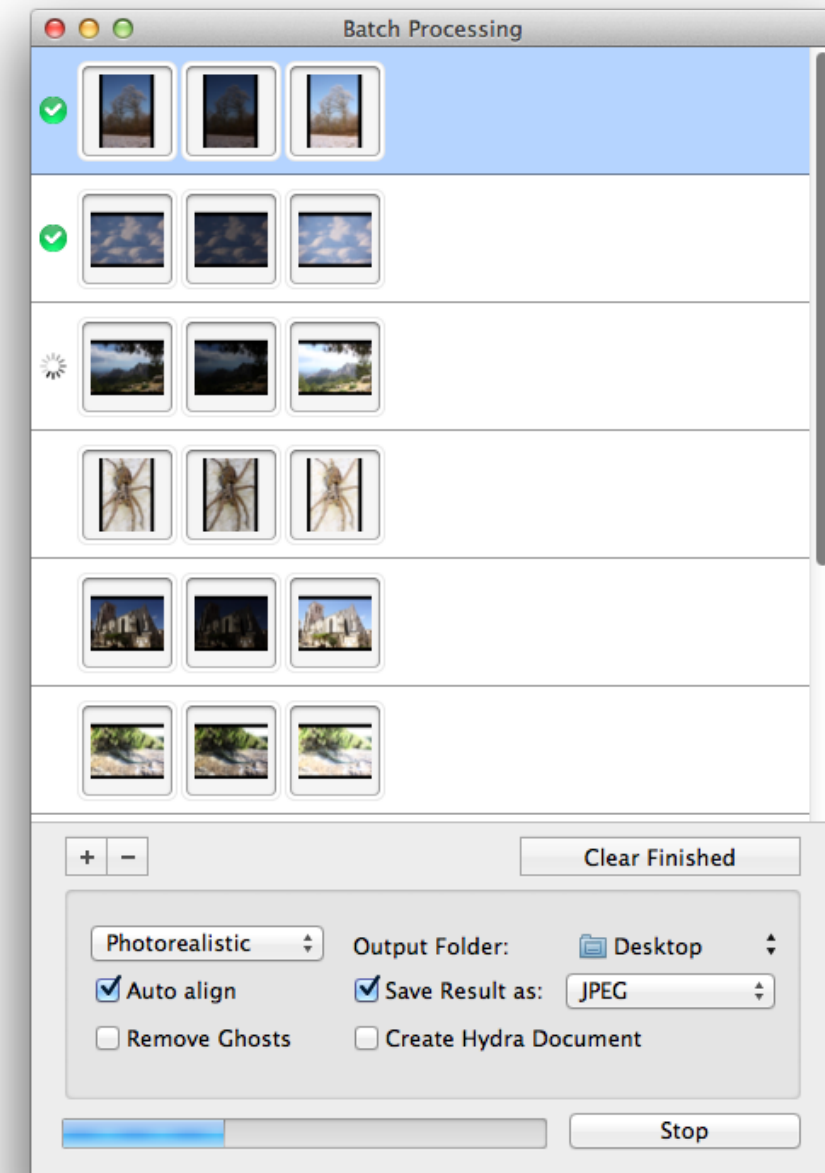 Batch Processing
+ −
Clear Finished
Photorealistic
Output Folder:
Desktop
Auto align
Save Result as:
JPEG
Remove Ghosts
Create Hydra Document
Stop